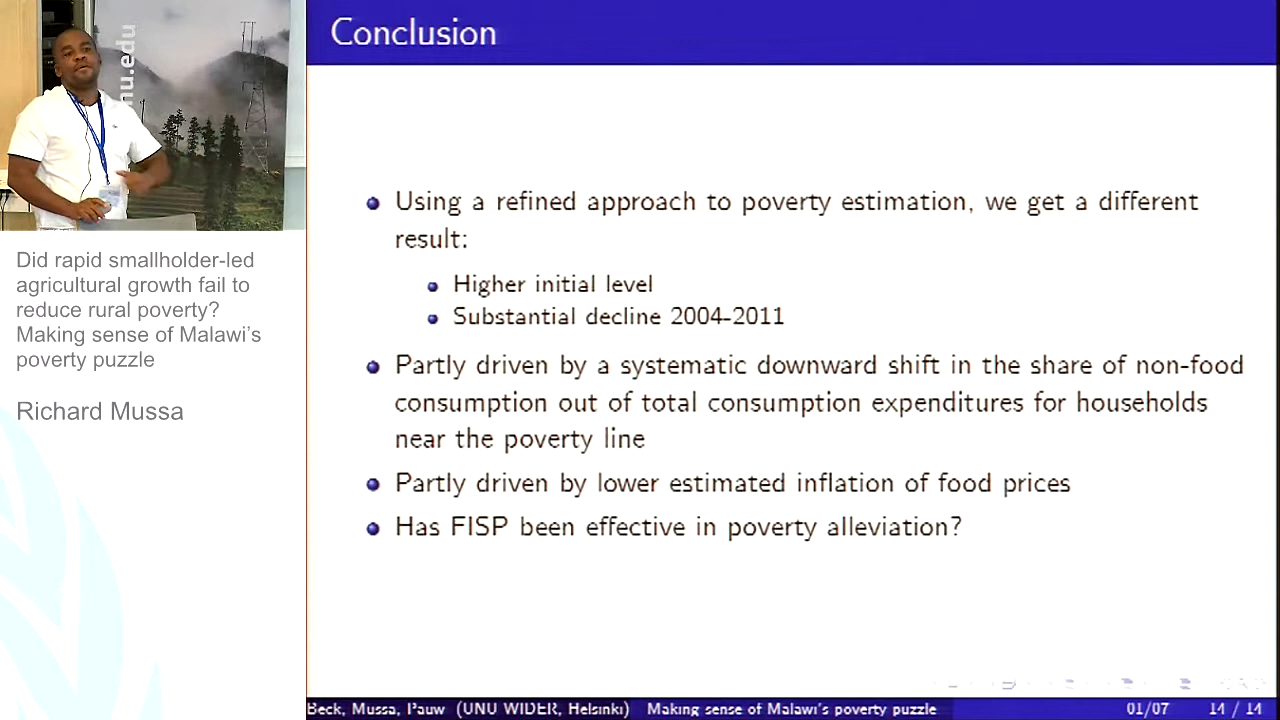 nu.edu
Did rapid smallholder-led
agricultural growth fail to
reduce rural poverty?
Making sense of Malawi's
poverty puzzle
Richard Mussa
Conclusion
Using a refined approach to poverty estimation, we get a different
result:
Higher initial level
Substantial decline 2004-2011
Partly driven by a systematic downward shift in the share of non-food
consumption out of total consumption expenditures for households
near the poverty line
Partly driven by lower estimated inflation of food prices
Has FISP been effective in poverty alleviation?
Beck, Mussa, Pauw (UNU WIDER, Helsinki) Making sense of Malawi's poverty puzzle 01/07 14 / 14